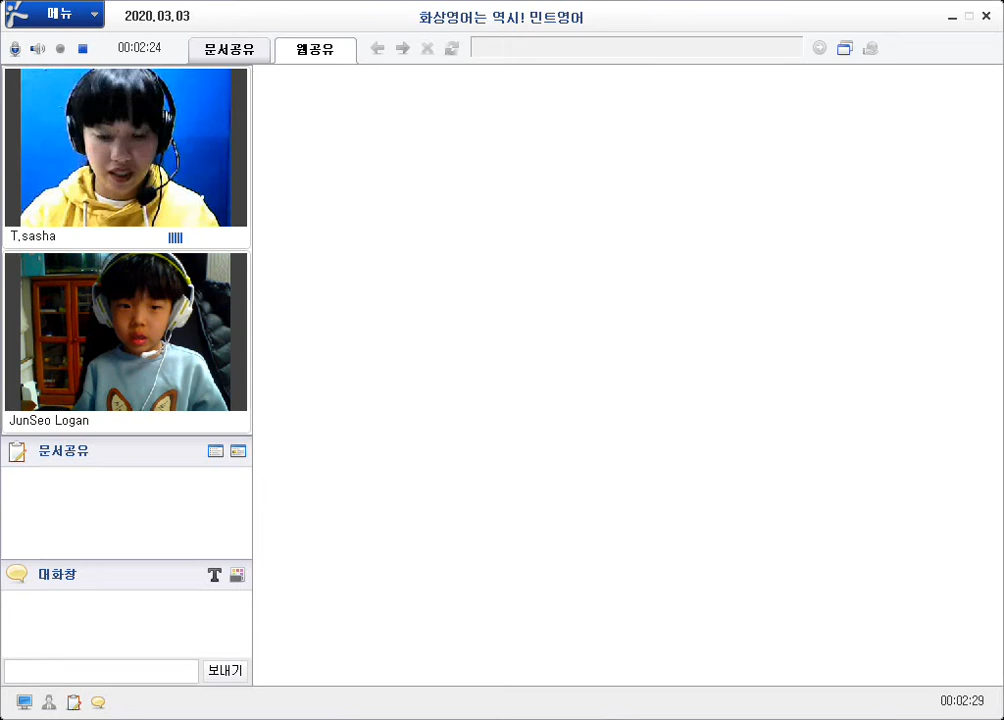 메뉴
2020.03.03
화상영어는 역시! 민트영어
00:02:24
문서공유
웹공유
T.sasha
JunSeo Logan
문서공유
대화창
T
보내기
00:02:29